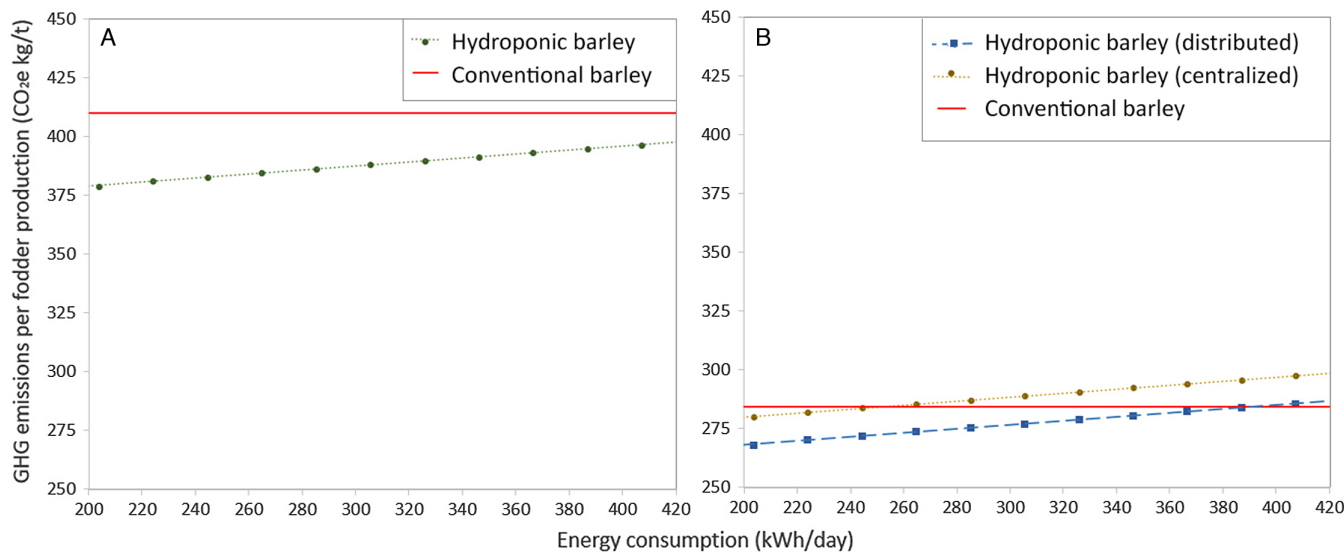 GHG emissions per fodder production (CO₂e kg/t)
A
Hydroponic barley
Conventional barley
450
425
400
375
350
325
300
275
250
200 220 240 260 280 300 320 340 360 380 400 420
B
Hydroponic barley (distributed)
Hydroponic barley (centralized)
Conventional barley
450
425
400
375
350
325
300
275
250
200 220 240 260 280 300 320 340 360 380 400 420
Energy consumption (kWh/day)